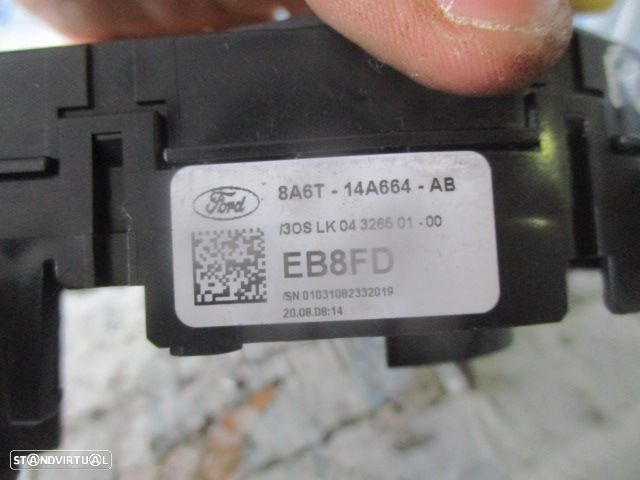 Ford
8A6T - 14A664 - AB
/3OS LK 04 3266 01 - 00
EB8FD
/SN 01031082332019
20.08.08:14
STANDVIRTUAL